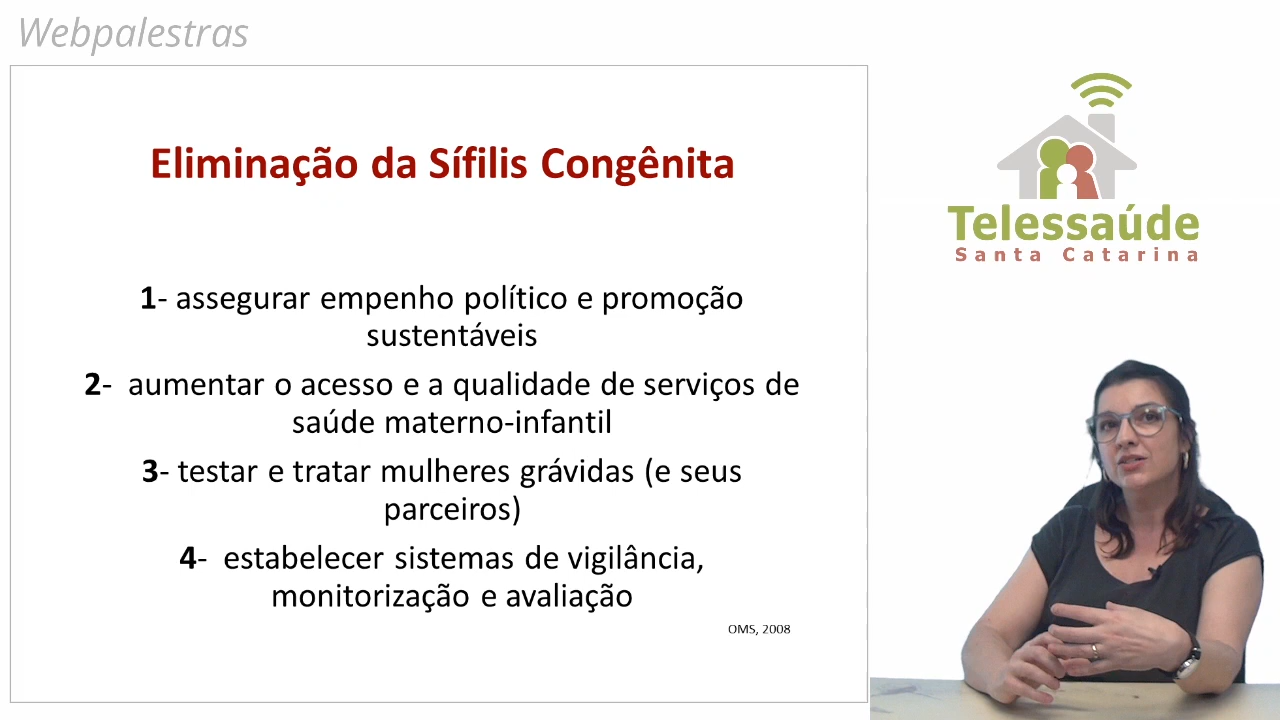 Webpalestras
Eliminação da Sífilis Congênita
1- assegurar empenho político e promoção
sustentáveis
2- aumentar o acesso e a qualidade de serviços de
saúde materno-infantil
3- testar e tratar mulheres grávidas (e seus
parceiros)
4- estabelecer sistemas de vigilância,
monitorização e avaliação
OMS, 2008
Telessaúde
Santa Catarina